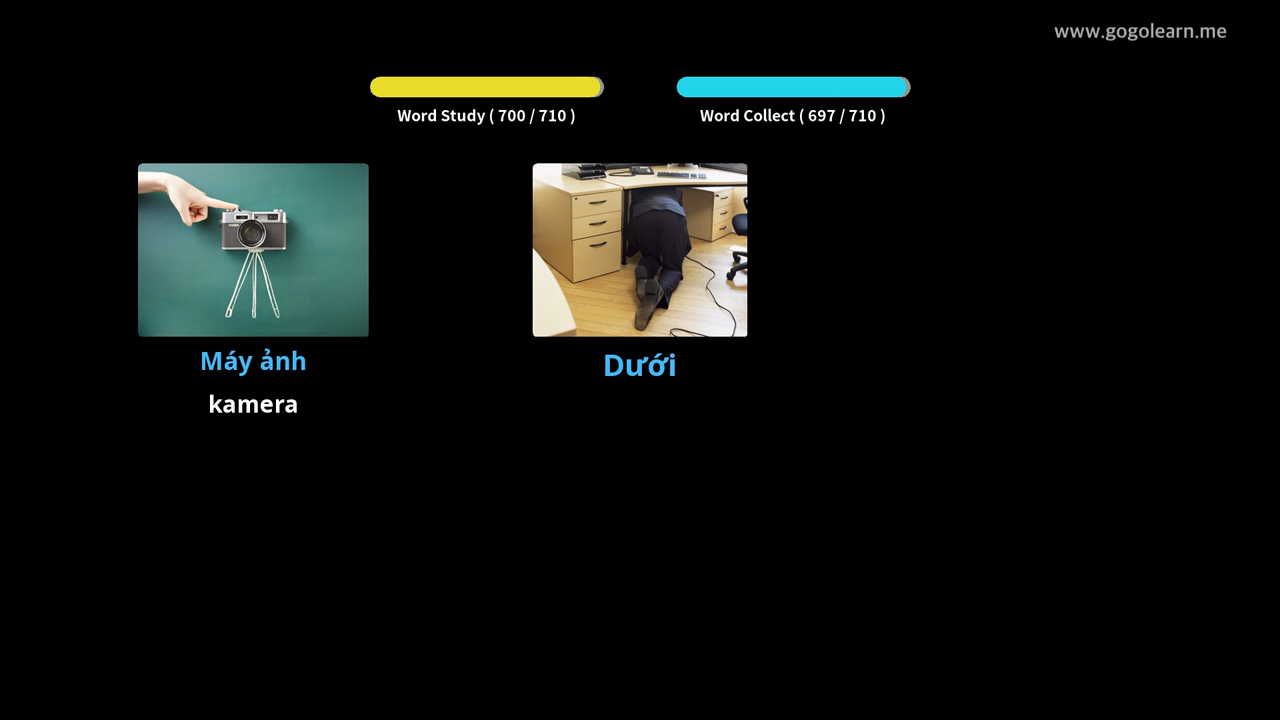 www.gogolearn.me
Word Study ( 700 / 710 )
Word Collect ( 697 / 710 )
Máy ảnh
kamera
Dưới